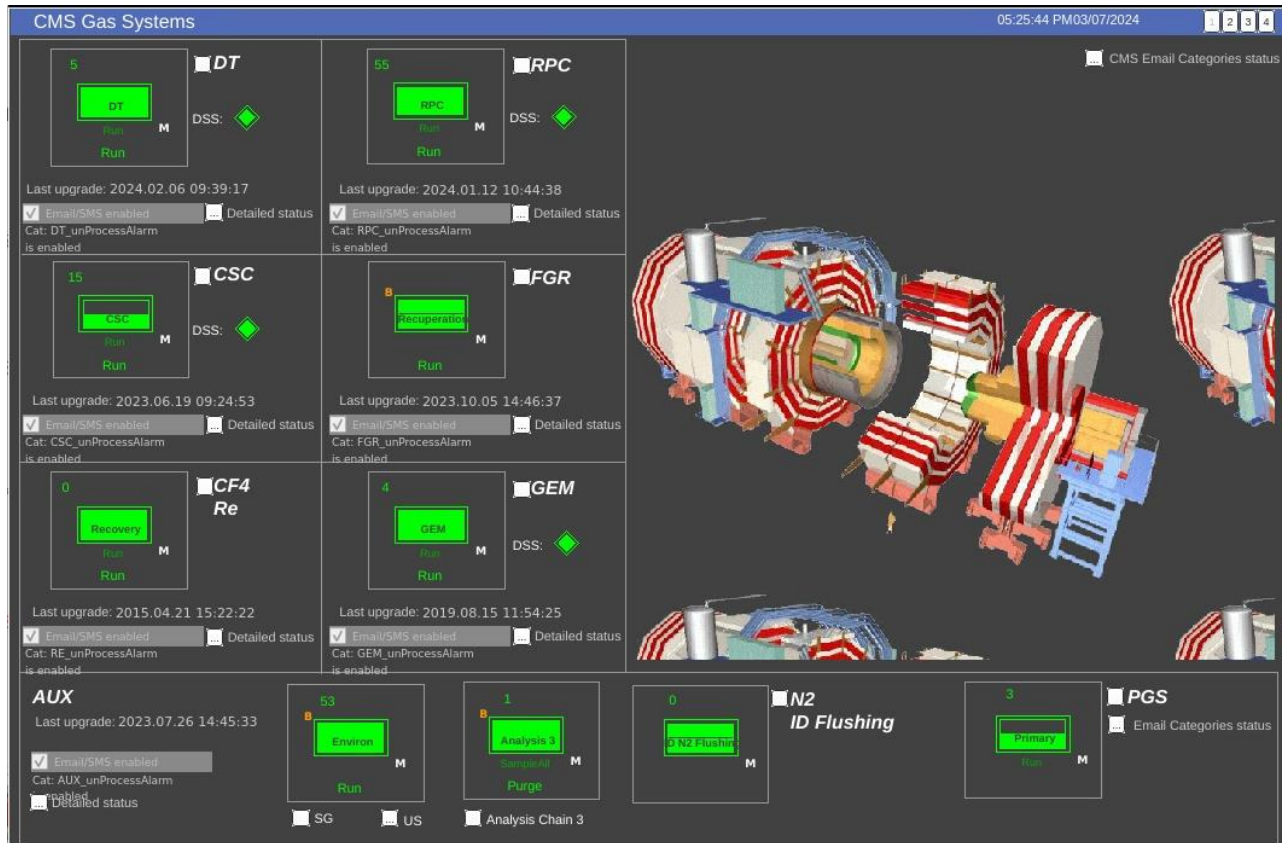 CMS Gas Systems
05:25:44 PM03/07/2024
1 2 3 4
CMS Email Categories status
5
DT
DT
DSS:
Run
M
Run
Last upgrade: 2024.02.06 09:39:17
Email/SMS enabled
Detailed status
Cat: DT_unProcessAlarm
is enabled
55
RPC
RPC
DSS:
Run
M
Run
Last upgrade: 2024.01.12 10:44:38
Email/SMS enabled
Detailed status
Cat: RPC_unProcessAlarm
is enabled
15
CSC
CSC
DSS:
Run
M
Run
Last upgrade: 2023.06.19 09:24:53
Email/SMS enabled
Detailed status
Cat: CSC_unProcessAlarm
is enabled
FGR
B
Recuperation
M
Run
Last upgrade: 2023.10.05 14:46:37
Email/SMS enabled
Detailed status
Cat: FGR_unProcessAlarm
is enabled
0
CF4
Re
Recovery
Run
M
Run
Last upgrade: 2015.04.21 15:22:22
Email/SMS enabled
Detailed status
Cat: RE_unProcessAlarm
is enabled
4
GEM
GEM
DSS:
Run
M
Run
Last upgrade: 2019.08.15 11:54:25
Email/SMS enabled
Detailed status
Cat: GEM_unProcessAlarm
is enabled
AUX
Last upgrade: 2023.07.26 14:45:33
Email/SMS enabled
Cat: AUX_unProcessAlarm
is enabled
Detailed status
53
B
Environ
M
Run
SG
US
1
B
Analysis 3
SampleAll
M
Purge
Analysis Chain 3
0
N2
ID Flushing
ID N2 Flushing
M
3
PGS
Email Categories status
Primary
Run
M